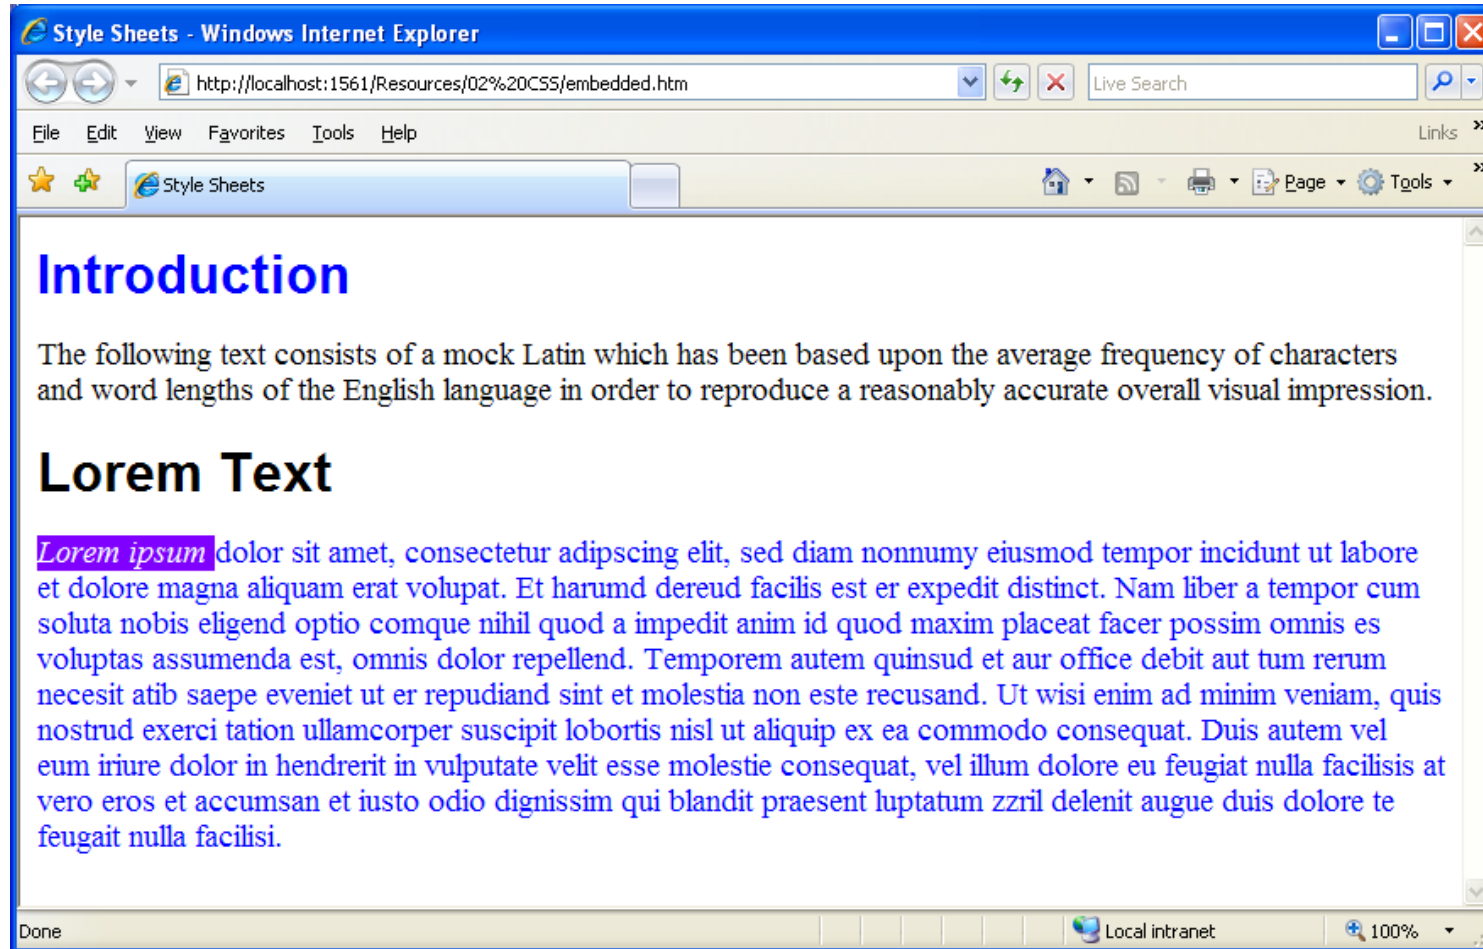 Style Sheets - Windows Internet Explorer
http://localhost:1561/Resources/02%20CSS/embedded.htm
Live Search
File Edit View Favorites Tools Help
Links »
Style Sheets
Page Tools »
Introduction
The following text consists of a mock Latin which has been based upon the average frequency of characters
and word lengths of the English language in order to reproduce a reasonably accurate overall visual impression.
Lorem Text
Lorem ipsum dolor sit amet, consectetur adipscing elit, sed diam nonnumy eiusmod tempor incidunt ut labore
et dolore magna aliquam erat volupat. Et harumd dereud facilis est er expedit distinct. Nam liber a tempor cum
soluta nobis eligend optio comque nihil quod a impedit anim id quod maxim placeat facer possim omnis es
voluptas assumenda est, omnis dolor repellend. Temporem autem quinsud et aur office debit aut tum rerum
necesit atib saepe eveniet ut er repudiand sint et molestia non este recusand. Ut wisi enim ad minim veniam, quis
nostrud exerci tation ullamcorper suscipit lobortis nisl ut aliquip ex ea commodo consequat. Duis autem vel
eum iriure dolor in hendrerit in vulputate velit esse molestie consequat, vel illum dolore eu feugiat nulla facilisis at
vero eros et accumsan et iusto odio dignissim qui blandit praesent luptatum zzril delenit augue duis dolore te
feugait nulla facilisi.
Done
Local intranet
100%